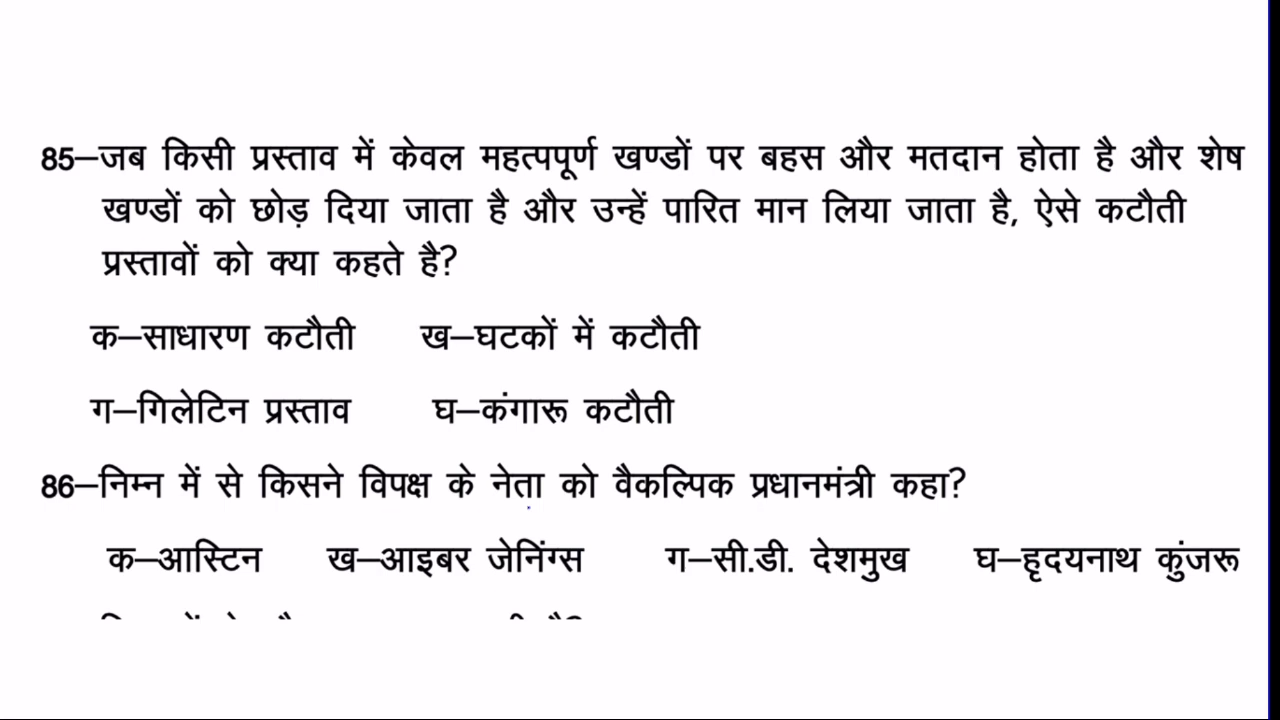 85–जब किसी प्रस्ताव में केवल महत्पपूर्ण खण्डों पर बहस और मतदान होता है और शेष
खण्डों को छोड़ दिया जाता है और उन्हें पारित मान लिया जाता है, ऐसे कटौती
प्रस्तावों को क्या कहते है?
क–साधारण कटौती ख–घटकों में कटौती
ग–गिलेटिन प्रस्ताव घ–कंगारू कटौती
86–निम्न में से किसने विपक्ष के नेता को वैकल्पिक प्रधानमंत्री कहा?
क–आस्टिन ख–आइबर जेनिंग्स ग–सी.डी. देशमुख घ–हृदयनाथ कुंजरू